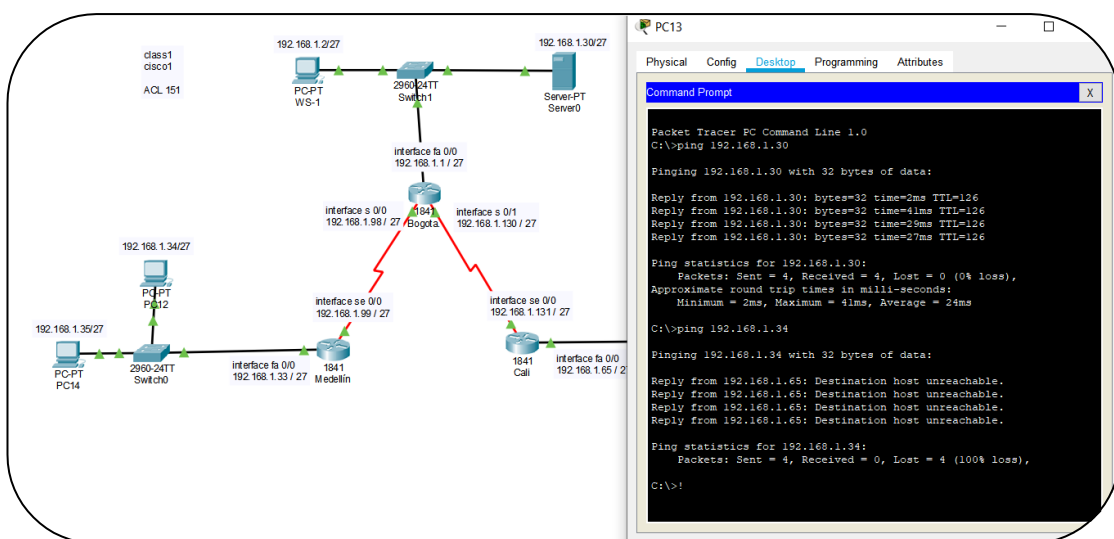 class1
cisco1
ACL 151
192.168.1.2/27
PC-PT
WS-1
2960-24TT
Switch1
192.168.1.30/27
Server-PT
Server0
interface fa 0/0
192.168.1.1 / 27
interface s 0/0
192.168.1.98 / 27
1841
Bogota
interface s 0/1
192.168.1.130 / 27
192.168.1.34/27
PC-PT
PC12
192.168.1.35/27
PC-PT
PC14
2960-24TT
Switch0
interface fa 0/0
192.168.1.33 / 27
interface se 0/0
192.168.1.99 / 27
1841
Medellín
interface se 0/0
192.168.1.131 / 27
1841
Cali
interface fa 0/0
192.168.1.65 / 2
PC13
Physical Config Desktop Programming Attributes
Command Prompt X
Packet Tracer PC Command Line 1.0
C:\>ping 192.168.1.30
Pinging 192.168.1.30 with 32 bytes of data:
Reply from 192.168.1.30: bytes=32 time=2ms TTL=126
Reply from 192.168.1.30: bytes=32 time=41ms TTL=126
Reply from 192.168.1.30: bytes=32 time=29ms TTL=126
Reply from 192.168.1.30: bytes=32 time=27ms TTL=126
Ping statistics for 192.168.1.30:
Packets: Sent = 4, Received = 4, Lost = 0 (0% loss),
Approximate round trip times in milli-seconds:
Minimum = 2ms, Maximum = 41ms, Average = 24ms
C:\>ping 192.168.1.34
Pinging 192.168.1.34 with 32 bytes of data:
Reply from 192.168.1.65: Destination host unreachable.
Reply from 192.168.1.65: Destination host unreachable.
Reply from 192.168.1.65: Destination host unreachable.
Reply from 192.168.1.65: Destination host unreachable.
Ping statistics for 192.168.1.34:
Packets: Sent = 4, Received = 0, Lost = 4 (100% loss),
C:\>!